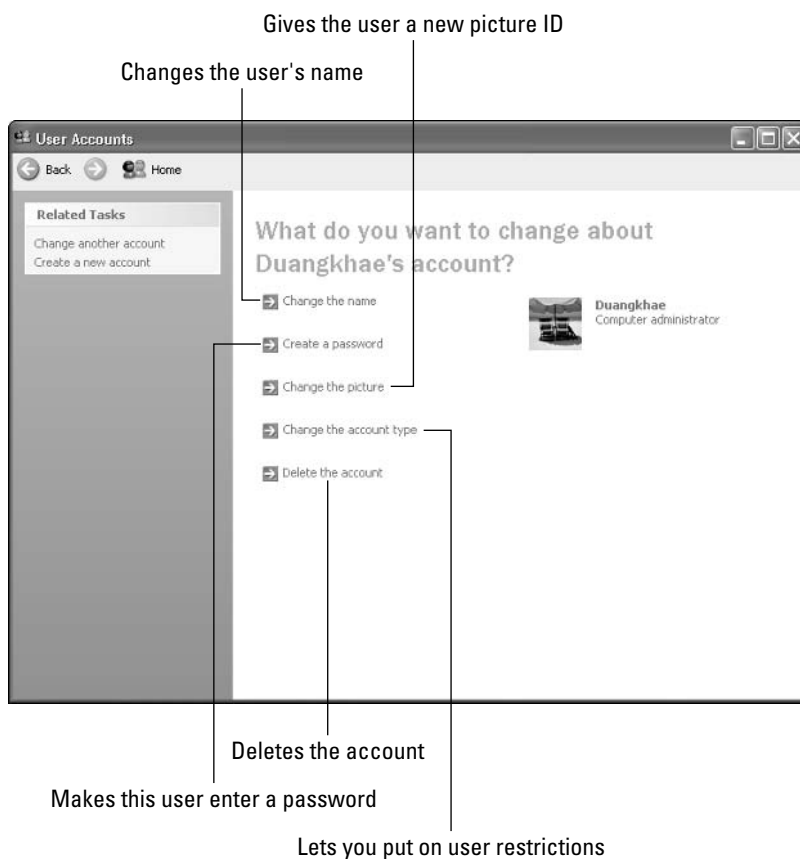 Gives the user a new picture ID
Changes the user's name
User Accounts
Back Home
Related Tasks
Change another account
Create a new account
What do you want to change about
Duangkhae's account?
Change the name
Create a password
Change the picture
Change the account type
Delete the account
Duangkhae
Computer administrator
Deletes the account
Makes this user enter a password
Lets you put on user restrictions